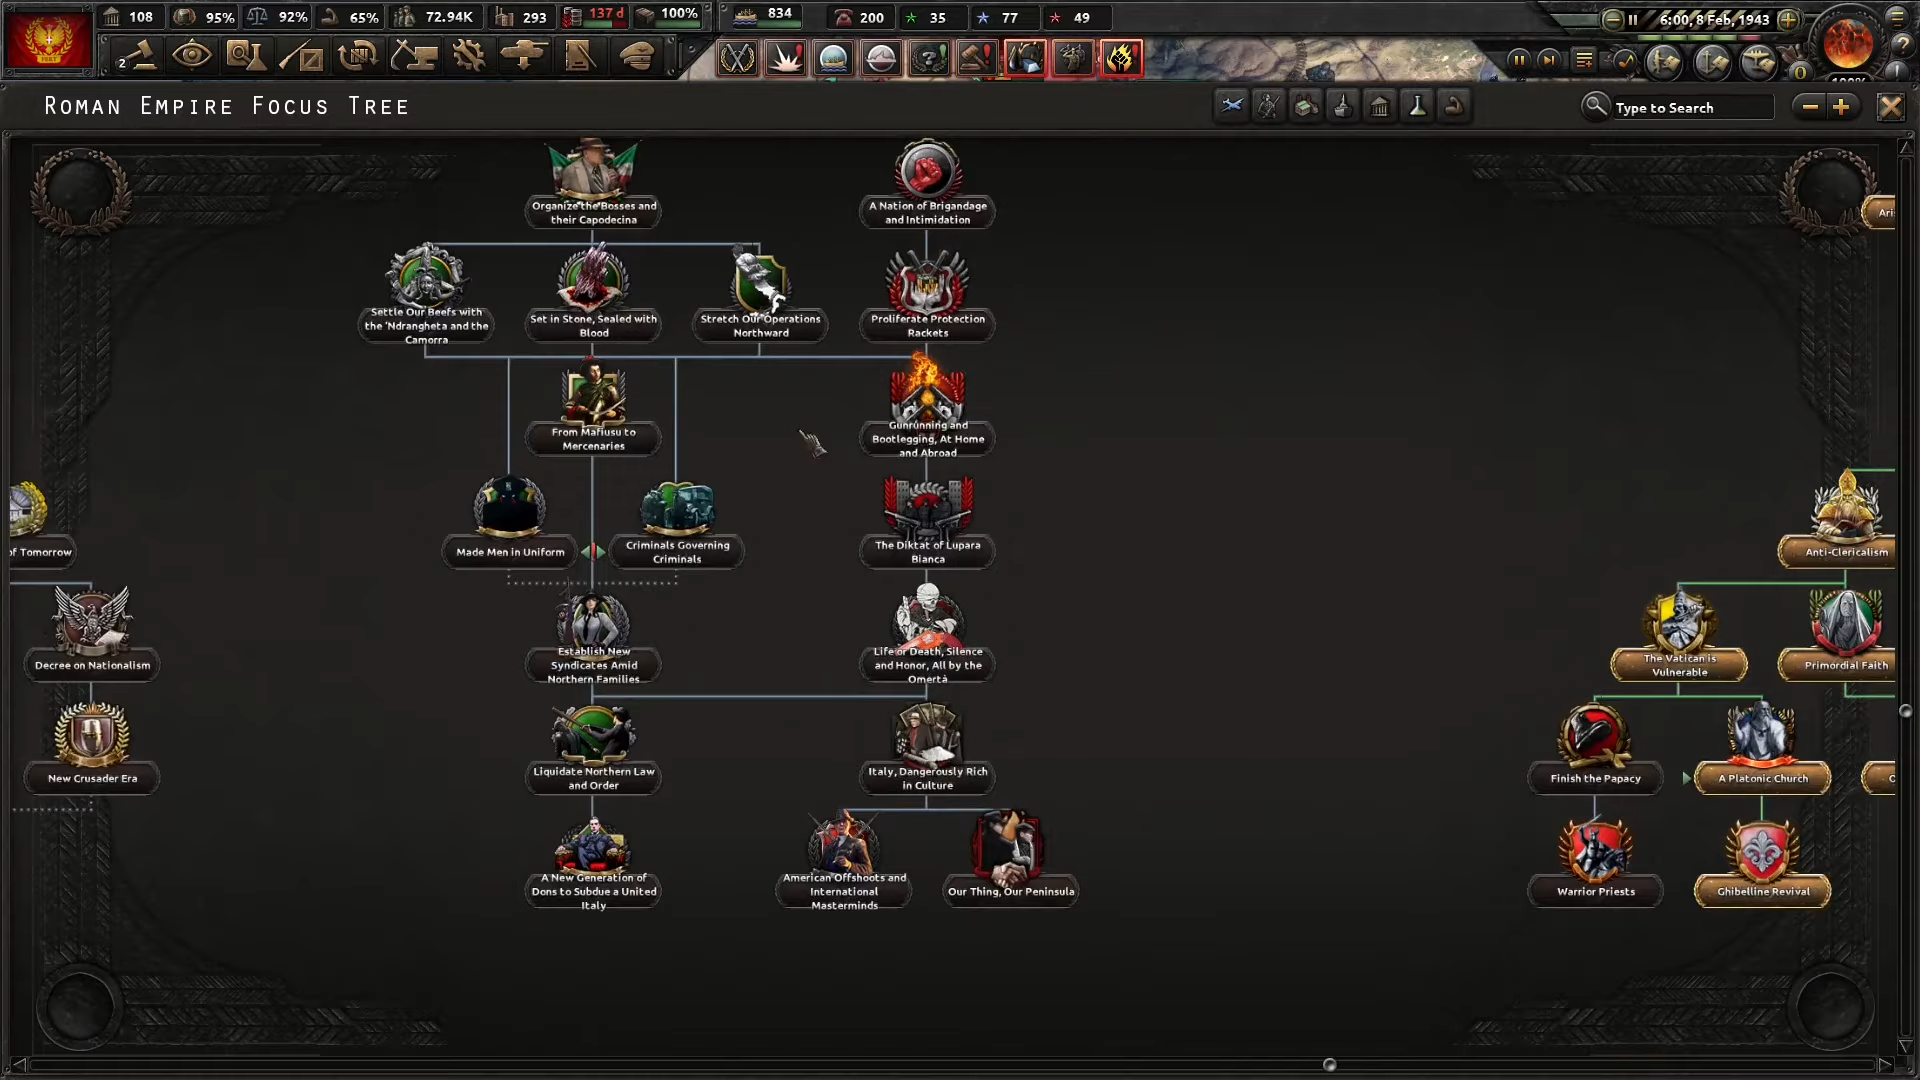 108
95%
92%
65%
72.94K
293
137 d
100%
834
200
35
77
49
6:00, 8 Feb, 1943
2
0
ROMAN EMPIRE FOCUS TREE
Type to Search
Organize the Bosses and
their Capodecina
A Nation of Brigandage
and Intimidation
Settle Our Beefs with
the 'Ndrangheta and the
Camorra
Set in Stone, Sealed with
Blood
Stretch Our Operations
Northward
Proliferate Protection
Rackets
From Mafiusu to
Mercenaries
Gunrunning and
Bootlegging, At Home
and Abroad
of Tomorrow
Made Men in Uniform
Criminals Governing
Criminals
The Diktat of Lupara
Bianca
Anti-Clericalism
Decree on Nationalism
Establish New
Syndicates Amid
Northern Families
Life or Death, Silence
and Honor, All by the
Omertà
The Vatican is
Vulnerable
Primordial Faith
New Crusader Era
Liquidate Northern Law
and Order
Italy, Dangerously Rich
in Culture
Finish the Papacy
A Platonic Church
A New Generation of
Dons to Subdue a United
Italy
American Offshoots and
International
Masterminds
Our Thing, Our Peninsula
Warrior Priests
Ghibelline Revival